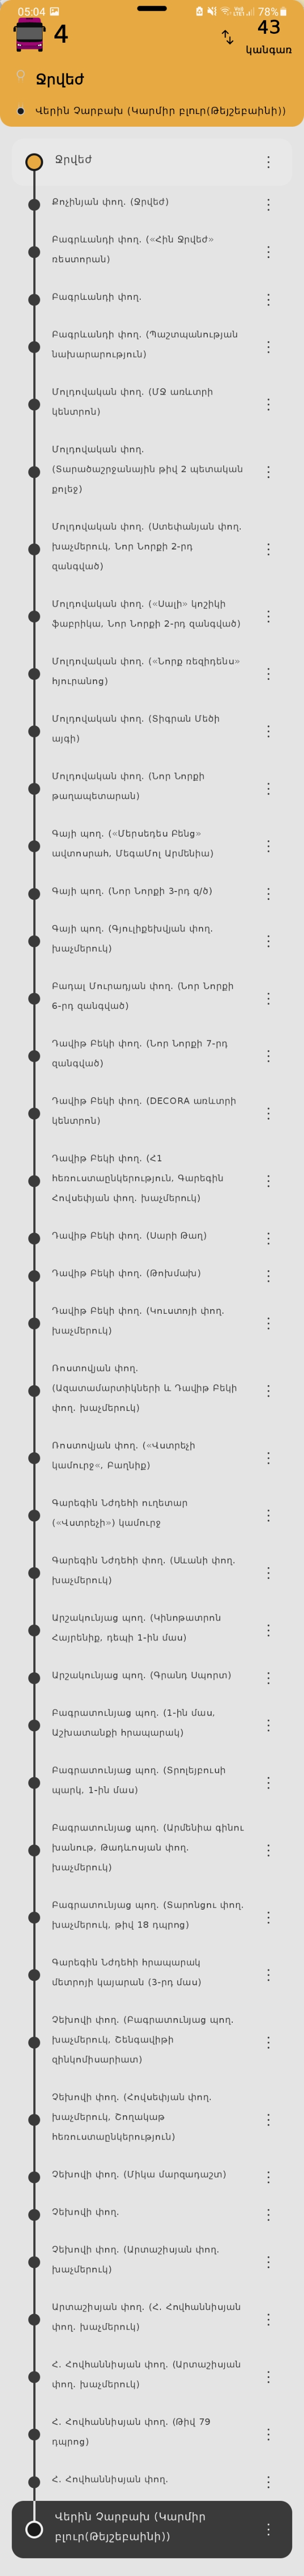 05:04
78%
4
43
կանգառ
Ջրվեժ
Վերին Չարբախ (Կարմիր բլուր(Թեյշեբաինի))
Ջրվեժ
Քոչինյան փող. (Ջրվեժ)
Բագրևանդի փող. («Հին Ջրվեժ»
ռեստորան)
Բագրևանդի փող.
Բագրևանդի փող. (Պաշտպանության
նախարարություն)
Մոլդովական փող. (ՄՋ առևտրի
կենտրոն)
Մոլդովական փող.
(Տարածաշրջանային թիվ 2 պետական
քոլեջ)
Մոլդովական փող. (Ստեփանյան փող.
խաչմերուկ, Նոր Նորքի 2-րդ
զանգված)
Մոլդովական փող. («Սալի» կոշիկի
ֆաբրիկա, Նոր Նորքի 2-րդ զանգված)
Մոլդովական փող. («Նորք ռեզիդենս»
հյուրանոց)
Մոլդովական փող. (Տիգրան Մեծի
այգի)
Մոլդովական փող. (Նոր Նորքի
թաղապետարան)
Գայի պող. («Մերսեդես Բենց»
ավտոսրահ, ՄեգաՄոլ Արմենիա)
Գայի պող. (Նոր Նորքի 3-րդ զ/ծ)
Գայի պող. (Գյուլիքեխվյան փող.
խաչմերուկ)
Բադալ Մուրադյան փող. (Նոր Նորքի
6-րդ զանգված)
Դավիթ Բեկի փող. (Նոր Նորքի 7-րդ
զանգված)
Դավիթ Բեկի փող. (DECORA առևտրի
կենտրոն)
Դավիթ Բեկի փող. (Հ1
հեռուստաընկերություն, Գարեգին
Հովսեփյան փող. խաչմերուկ)
Դավիթ Բեկի փող. (Սարի Թաղ)
Դավիթ Բեկի փող. (Թոխմախ)
Դավիթ Բեկի փող. (Կուստոյի փող.
խաչմերուկ)
Ռոստովյան փող.
(Ազատամարտիկների և Դավիթ Բեկի
փող. խաչմերուկ)
Ռոստովյան փող. («Վստրեչի
կամուրջ«, Բաղնիք)
Գարեգին Նժդեհի ուղետար
(«Վստրեչի») կամուրջ
Գարեգին Նժդեհի փող. (Սևանի փող.
խաչմերուկ)
Արշակունյաց պող. (Կինոթատրոն
Հայրենիք, դեպի 1-ին մաս)
Արշակունյաց պող. (Գրանդ Սպորտ)
Բագրատունյաց պող. (1-ին մաս,
Աշխատանքի հրապարակ)
Բագրատունյաց պող. (Տրոլեյբուսի
պարկ, 1-ին մաս)
Բագրատունյաց պող. (Արմենիա գինու
խանութ, Թադևոսյան փող.
խաչմերուկ)
Բագրատունյաց պող. (Տարոնցու փող.
խաչմերուկ, թիվ 18 դպրոց)
Գարեգին Նժդեհի հրապարակ
մետրոյի կայարան (3-րդ մաս)
Չեխովի փող. (Բագրատունյաց պող.
խաչմերուկ, Շենգավիթի
զինկոմիսարիատ)
Չեխովի փող. (Հովսեփյան փող.
խաչմերուկ, Շողակաթ
հեռուստաընկերություն)
Չեխովի փող. (Միկա մարզադաշտ)
Չեխովի փող.
Չեխովի փող. (Արտաշիսյան փող.
խաչմերուկ)
Արտաշիսյան փող. (Հ. Հովհաննիսյան
փող. խաչմերուկ)
Հ. Հովհաննիսյան փող. (Արտաշիսյան
փող. խաչմերուկ)
Հ. Հովհաննիսյան փող. (Թիվ 79
դպրոց)
Հ. Հովհաննիսյան փող.
Վերին Չարբախ (Կարմիր
բլուր(Թեյշեբաինի))